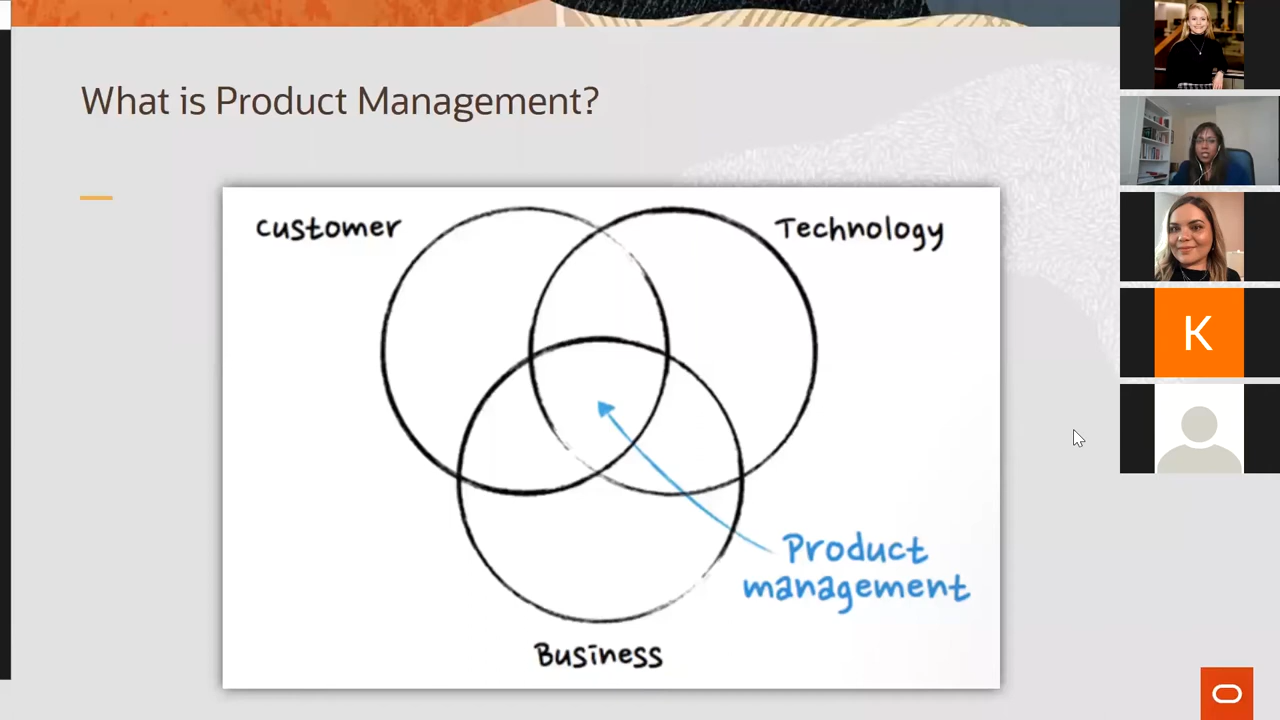 What is Product Management?
Customer
Technology
Product
management
Business
K